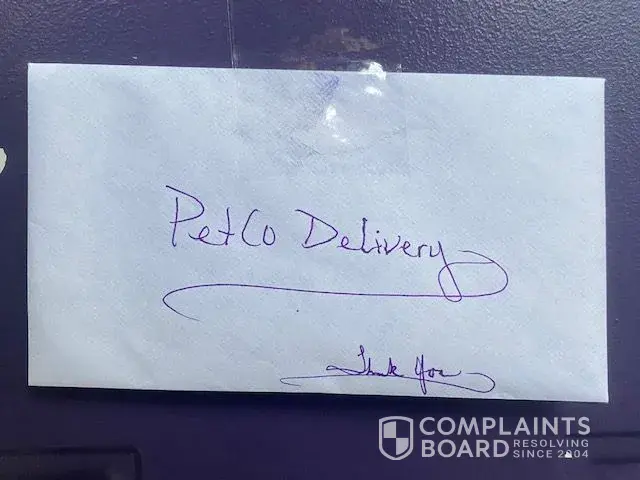 PetCo Delivery
Thank You
COMPLAINTS
BOARD RESOLVING
SINCE 2004